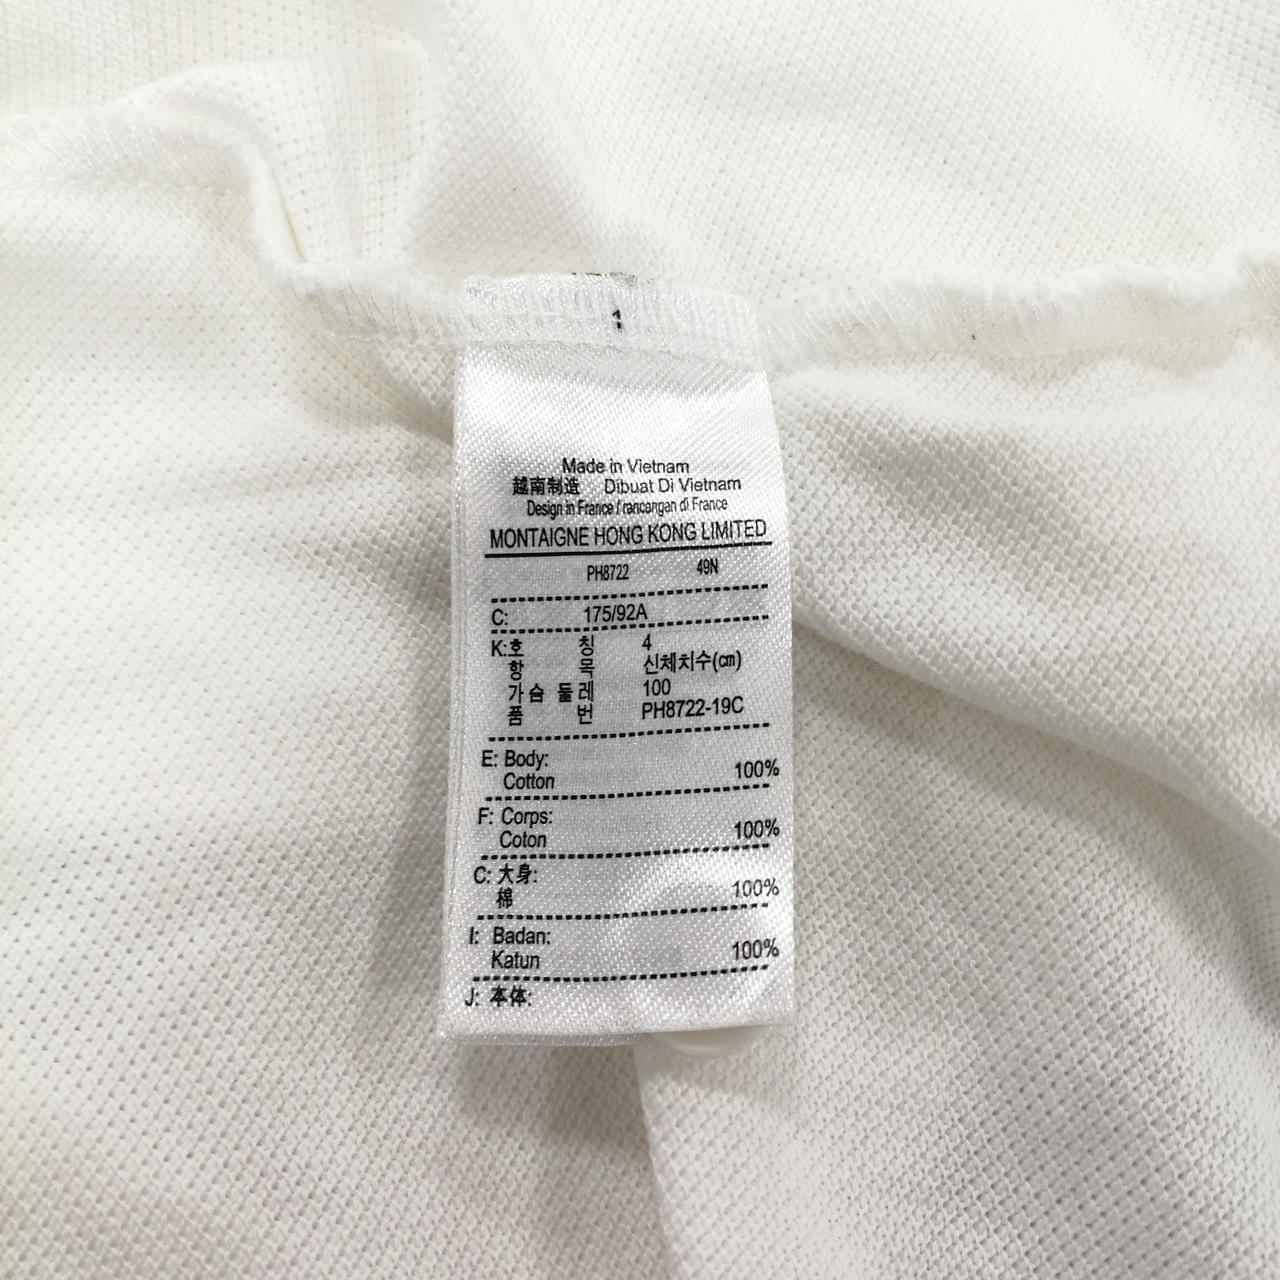 1
Made in Vietnam
越南制造 Dibuat Di Vietnam
Design in France / rancangan di France
MONTAIGNE HONG KONG LIMITED
PH8722 49N
C: 175/92A
K:호 칭 4
항 목 신체치수(㎝)
가슴 둘레 100
품 번 PH8722-19C
E: Body:
Cotton 100%
F: Corps:
Coton 100%
C: 大身:
棉 100%
I: Badan:
Katun 100%
J: 本体: